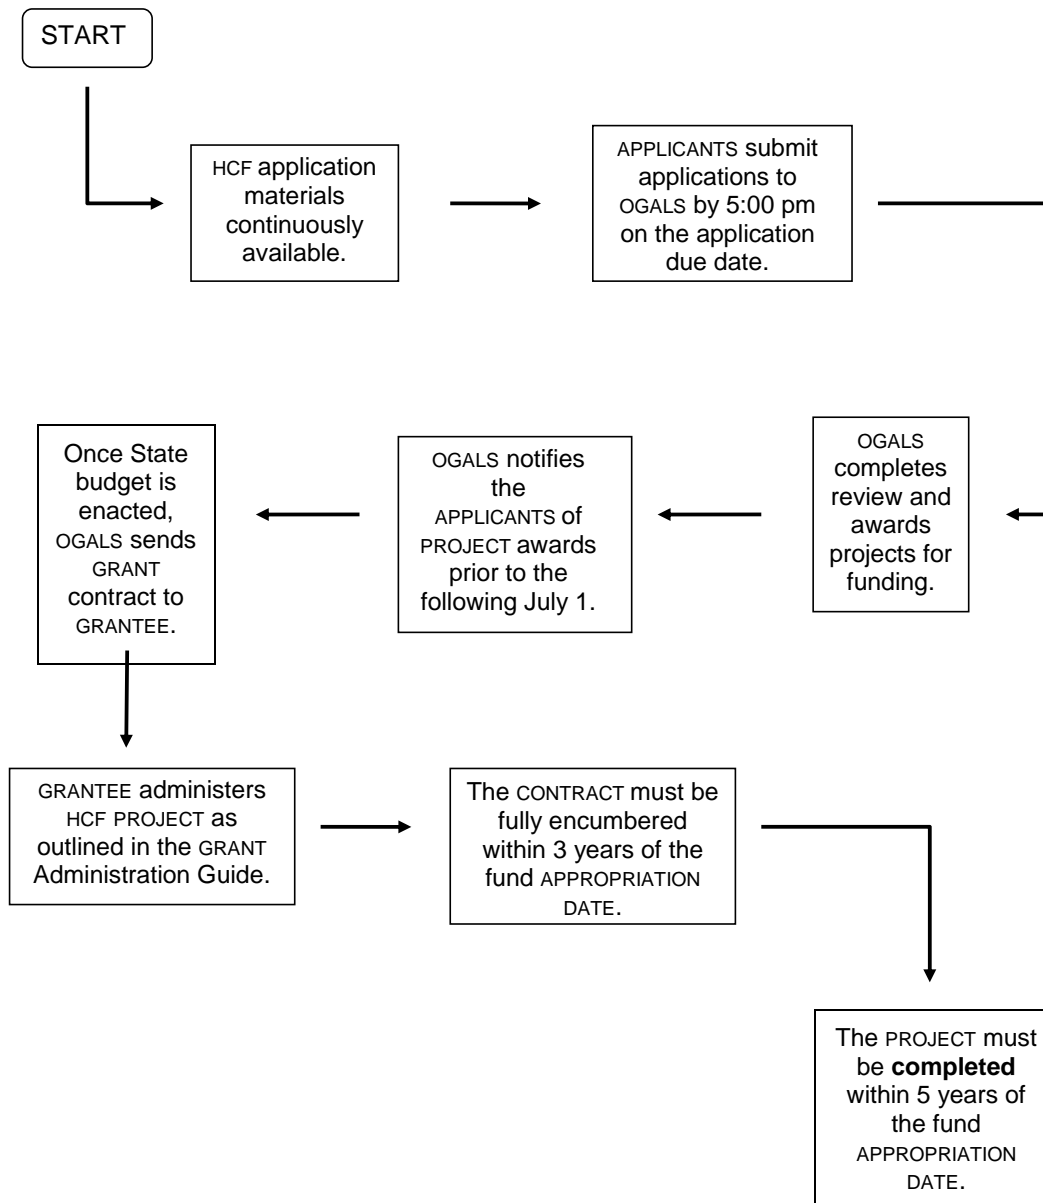 START
HCF application
materials
continuously
available.
APPLICANTS submit
applications to
OGALS by 5:00 pm
on the application
due date.
OGALS
completes
review and
awards
projects for
funding.
OGALS notifies
the
APPLICANTS of
PROJECT awards
prior to the
following July 1.
Once State
budget is
enacted,
OGALS sends
GRANT
contract to
GRANTEE.
GRANTEE administers
HCF PROJECT as
outlined in the GRANT
Administration Guide.
The CONTRACT must be
fully encumbered
within 3 years of the
fund APPROPRIATION
DATE.
The PROJECT must
be completed
within 5 years of
the fund
APPROPRIATION
DATE.